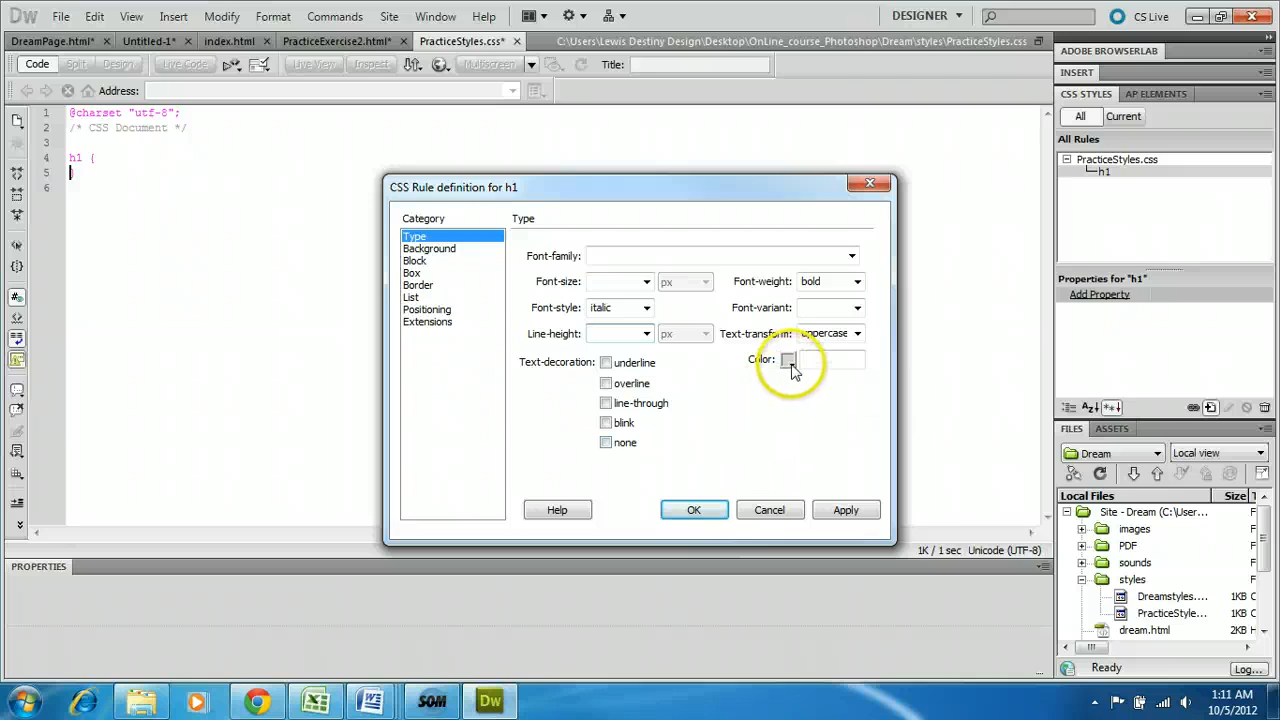 Dw File Edit View Insert Modify Format Commands Site Window Help DESIGNER CS Live
DreamPage.html* Untitled-1* index.html PracticeExercise2.html* PracticeStyles.css* C:\Users\Lewis Destiny Design\Desktop\OnLine_course_Photoshop\Dream\styles\PracticeStyles.css
Code Split Design Live Code Live View Inspect Multiscreen Title:
Address:
1 @charset "utf-8";
2 /* CSS Document */
3
4 h1 {
5 }
6
CSS Rule definition for h1
Category Type
Type
Background
Block
Box
Border
List
Positioning
Extensions
Font-family:
Font-size: px Font-weight: bold
Font-style: italic Font-variant:
Line-height: px Text-transform: uppercase
Text-decoration: underline Color:
overline
line-through
blink
none
Help OK Cancel Apply
1K / 1 sec Unicode (UTF-8)
PROPERTIES
ADOBE BROWSERLAB
INSERT
CSS STYLES AP ELEMENTS
All Current
All Rules
PracticeStyles.css
h1
Properties for "h1"
Add Property
FILES ASSETS
Dream Local view
Local Files Size T
Site - Dream (C:\User... F
images F
PDF F
sounds F
styles F
Dreamstyles.... 1KB C
PracticeStyle... 1KB C
dream.html 2KB H
Ready Log...
W SOM Dw
1:11 AM
10/5/2012